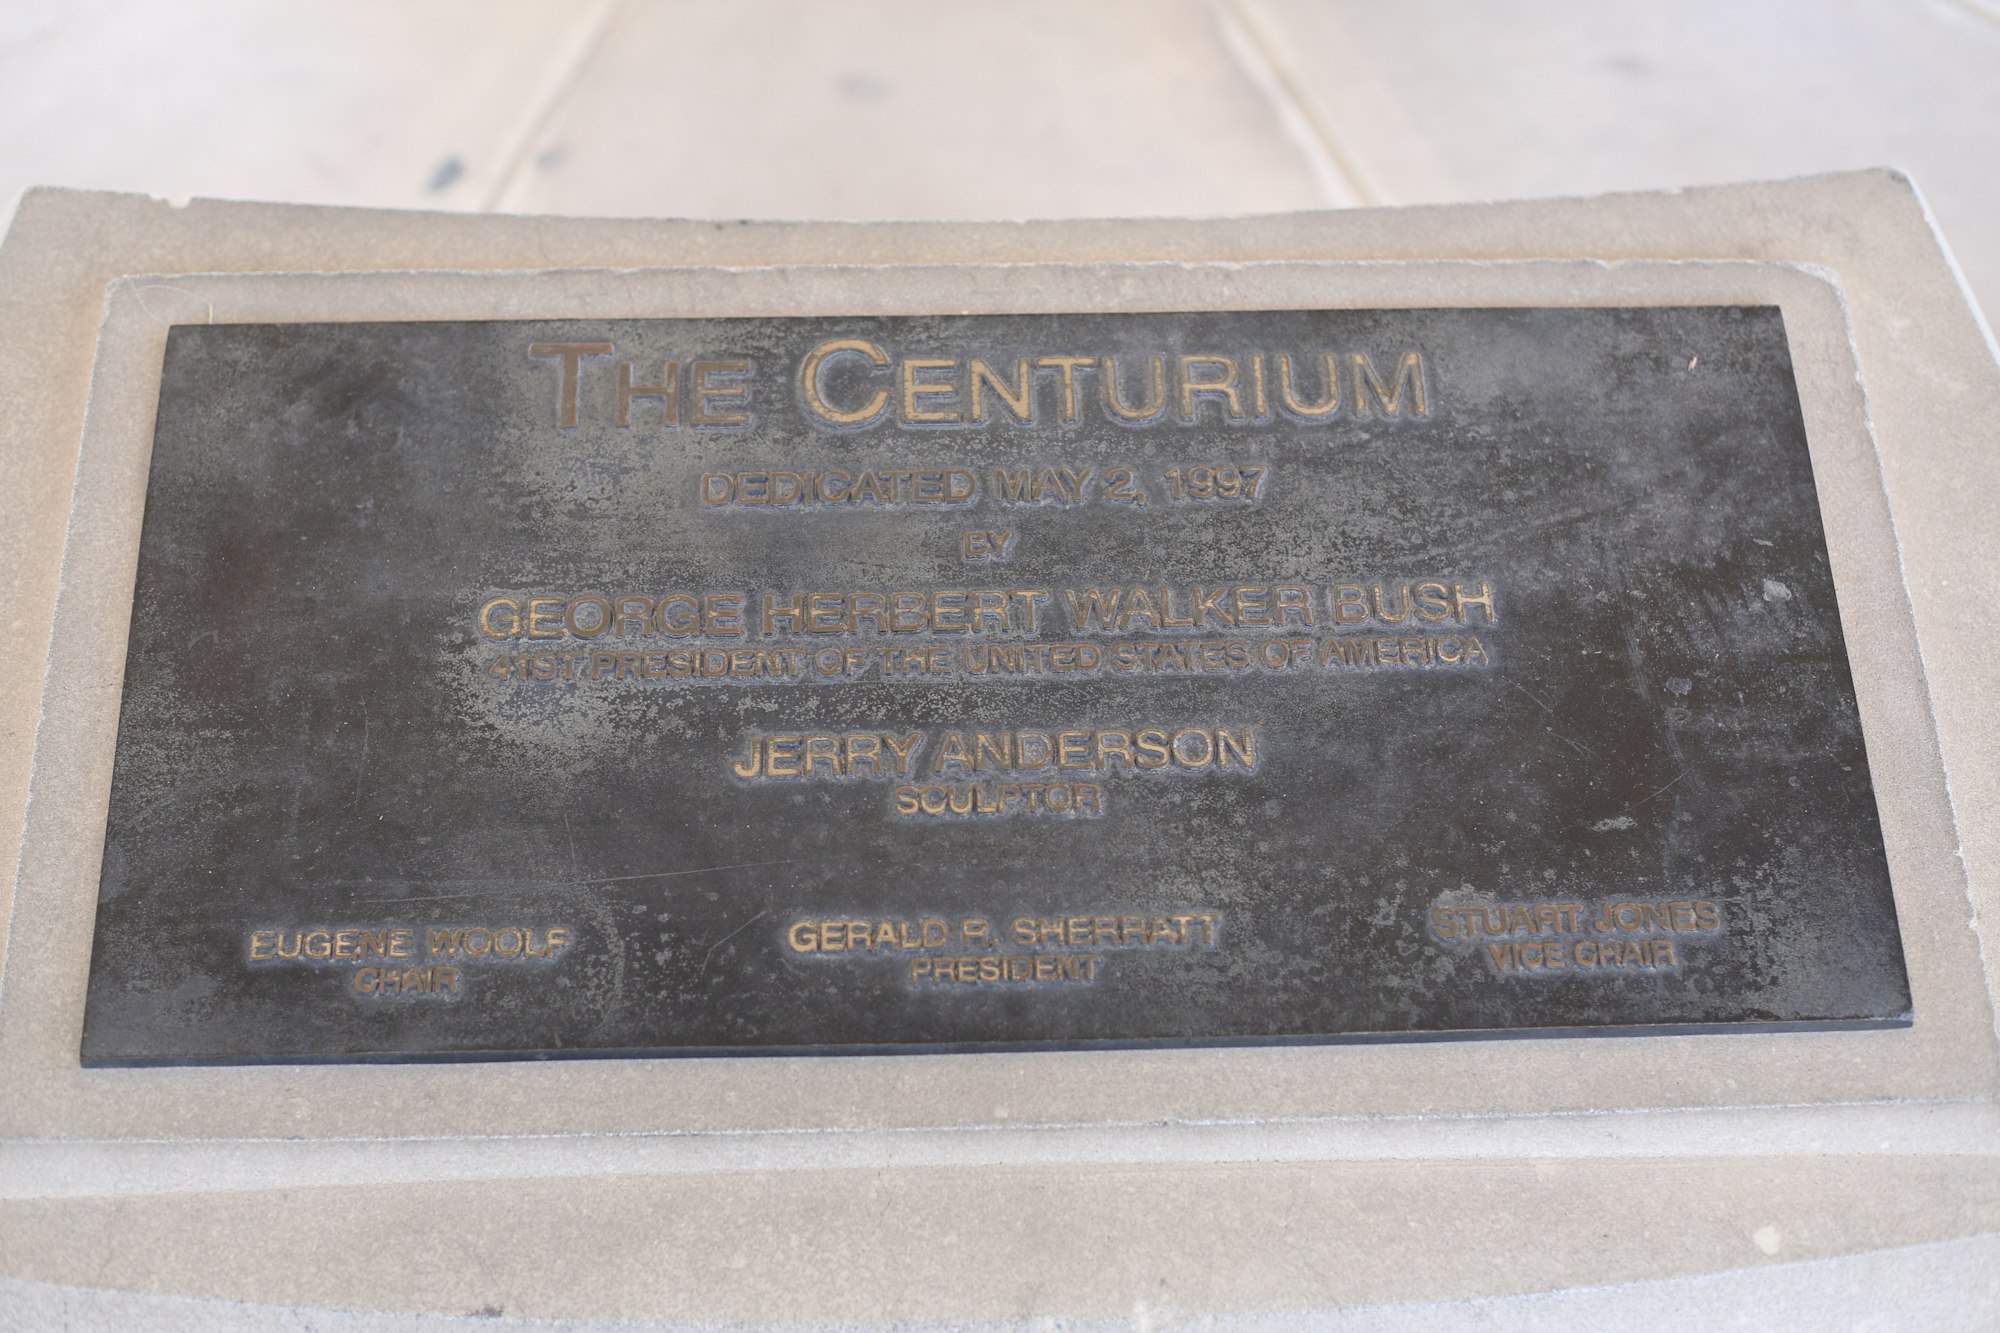 THE CENTURIUM
DEDICATED MAY 2, 1997
BY
GEORGE HERBERT WALKER BUSH
41ST PRESIDENT OF THE UNITED STATES OF AMERICA
JERRY ANDERSON
SCULPTOR
EUGENE WOOLF
CHAIR
GERALD R. SHERRATT
PRESIDENT
STUART JONES
VICE CHAIR